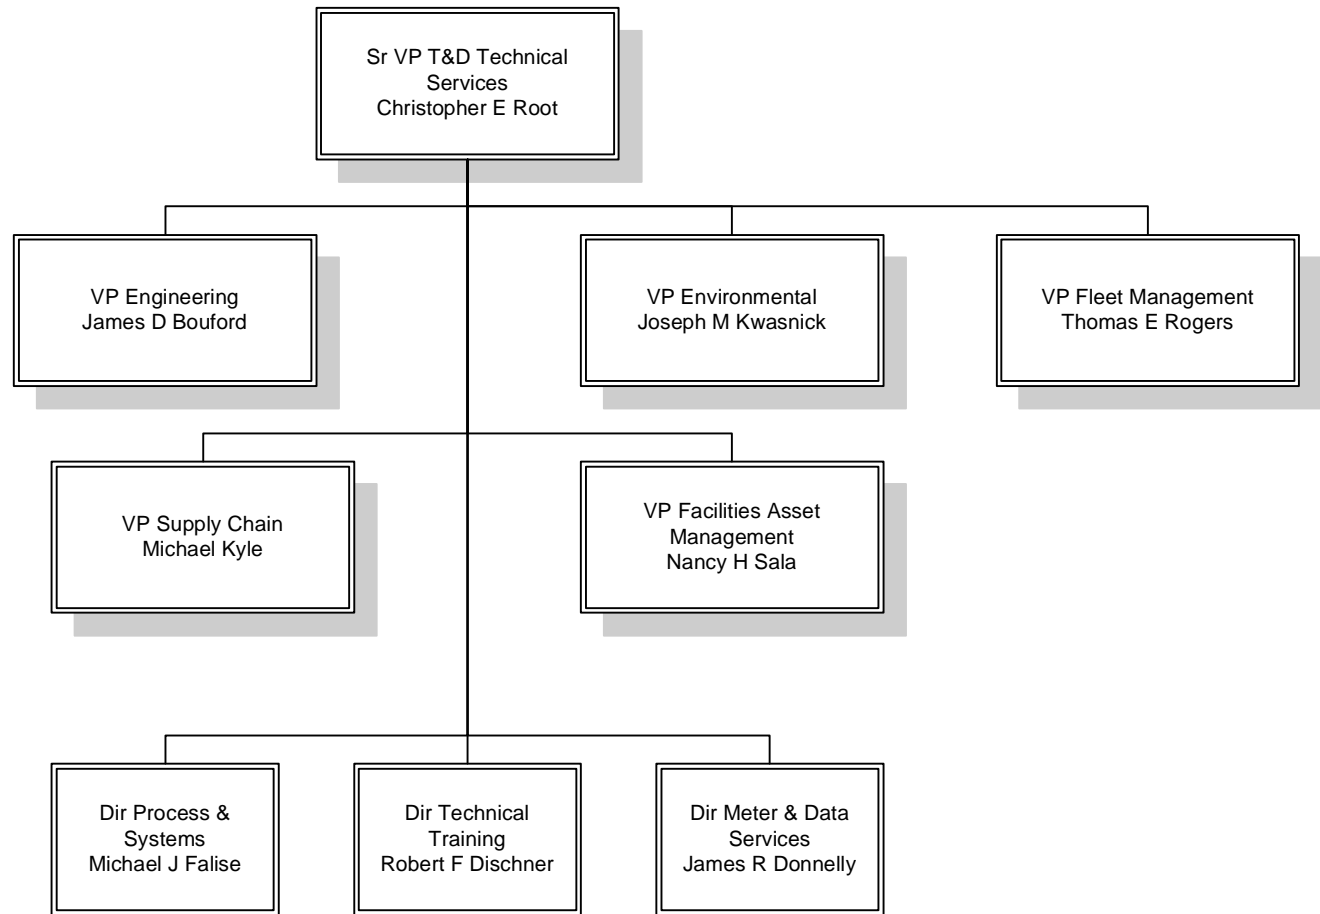 Sr VP T&D Technical
Services
Christopher E Root
VP Engineering
James D Bouford
VP Environmental
Joseph M Kwasnick
VP Fleet Management
Thomas E Rogers
VP Supply Chain
Michael Kyle
VP Facilities Asset
Management
Nancy H Sala
Dir Process &
Systems
Michael J Falise
Dir Technical
Training
Robert F Dischner
Dir Meter & Data
Services
James R Donnelly